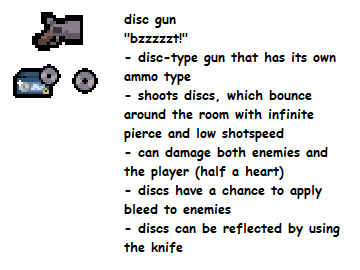 disc gun
"bzzzzzt!"
- disc-type gun that has its own
ammo type
- shoots discs, which bounce
around the room with infinite
pierce and low shotspeed
- can damage both enemies and
the player (half a heart)
- discs have a chance to apply
bleed to enemies
- discs can be reflected by using
the knife